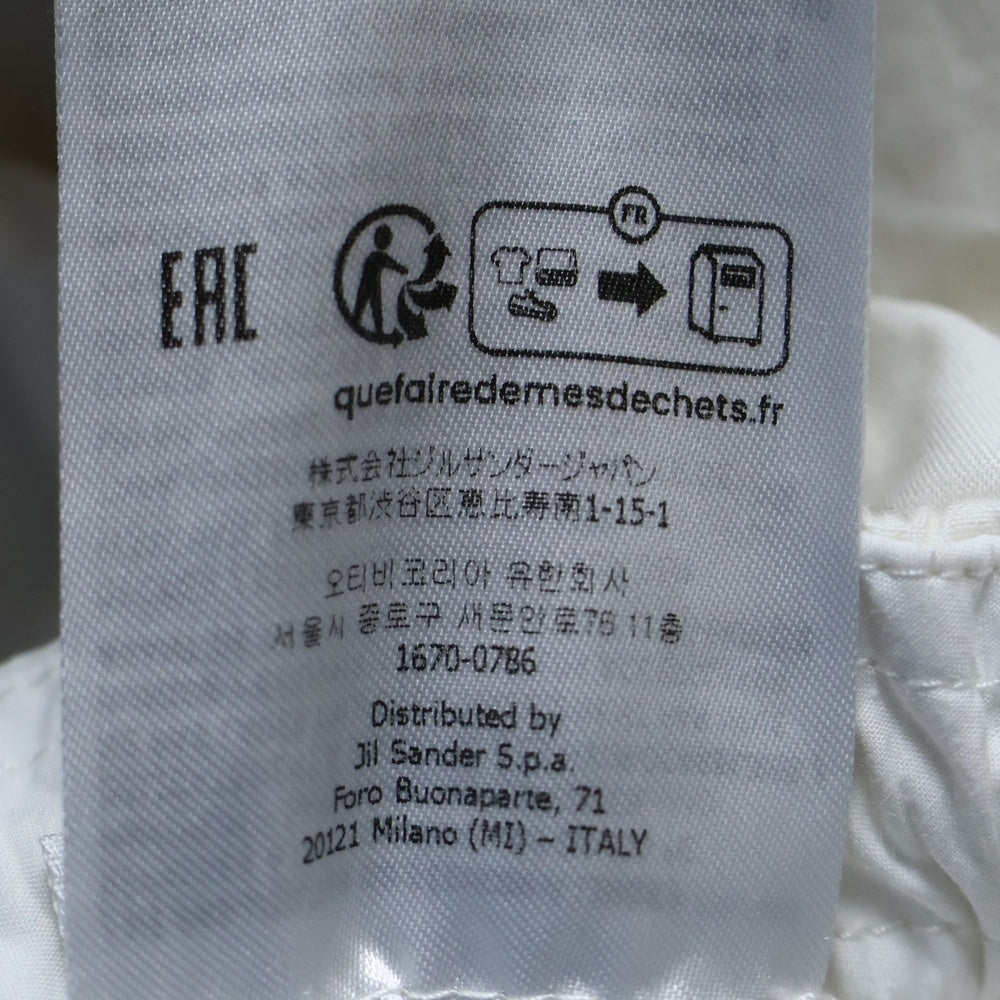 EAC
FR
quefairedemesdechets.fr
株式会社ジルサンダージャパン
東京都渋谷区恵比寿南1-15-1
오티비코리아 유한회사
서울시 종로구 새문안로76 11층
1670-0786
Distributed by
Jil Sander S.p.a.
Foro Buonaparte, 71
20121 Milano (MI) – ITALY